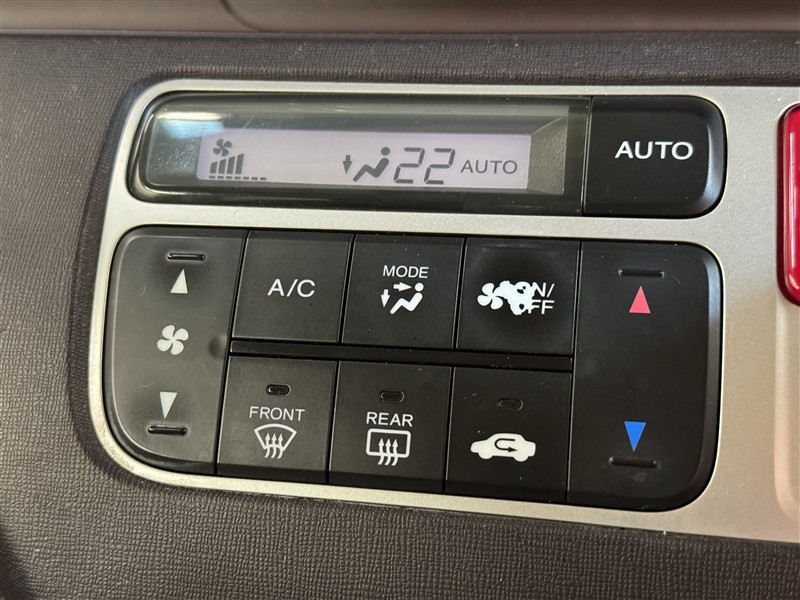 22 AUTO
AUTO
A/C
MODE
ON/
OFF
FRONT
REAR